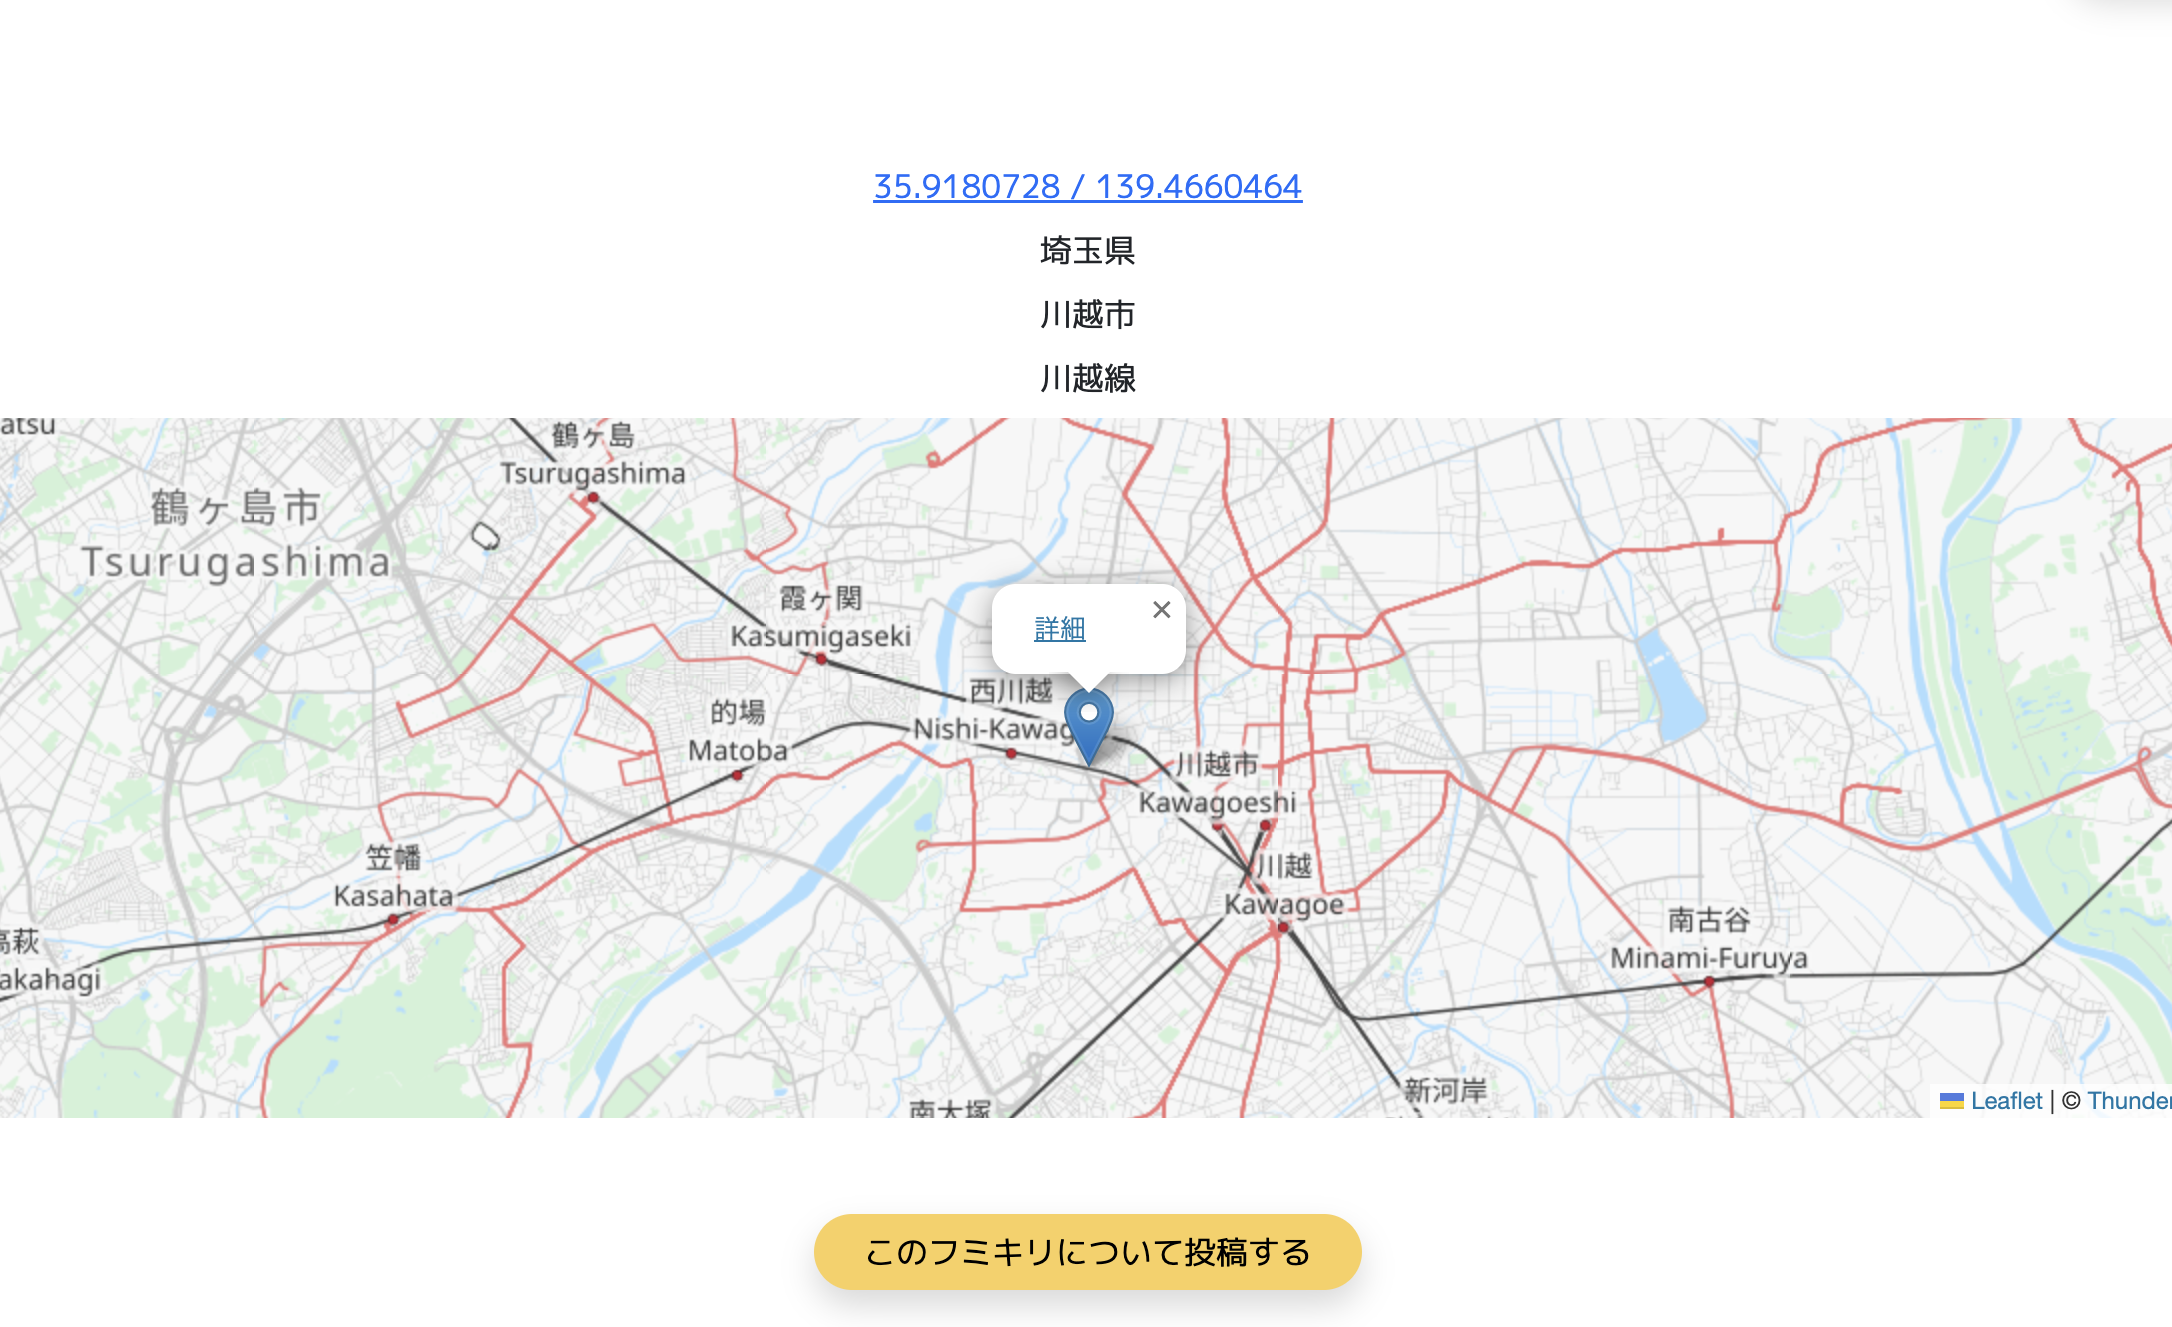 35.9180728 / 139.4660464
埼玉県
川越市
川越線
atsu
鶴ヶ島
Tsurugashima
鶴ヶ島市
Tsurugashima
霞ヶ関
Kasumigaseki
詳細
×
西川越
Nishi-Kawag
的場
Matoba
川越市
Kawagoeshi
笠幡
Kasahata
川越
Kawagoe
高萩
akahagi
南古谷
Minami-Furuya
新河岸
南大塚
Leaflet | © Thunder
このフミキリについて投稿する